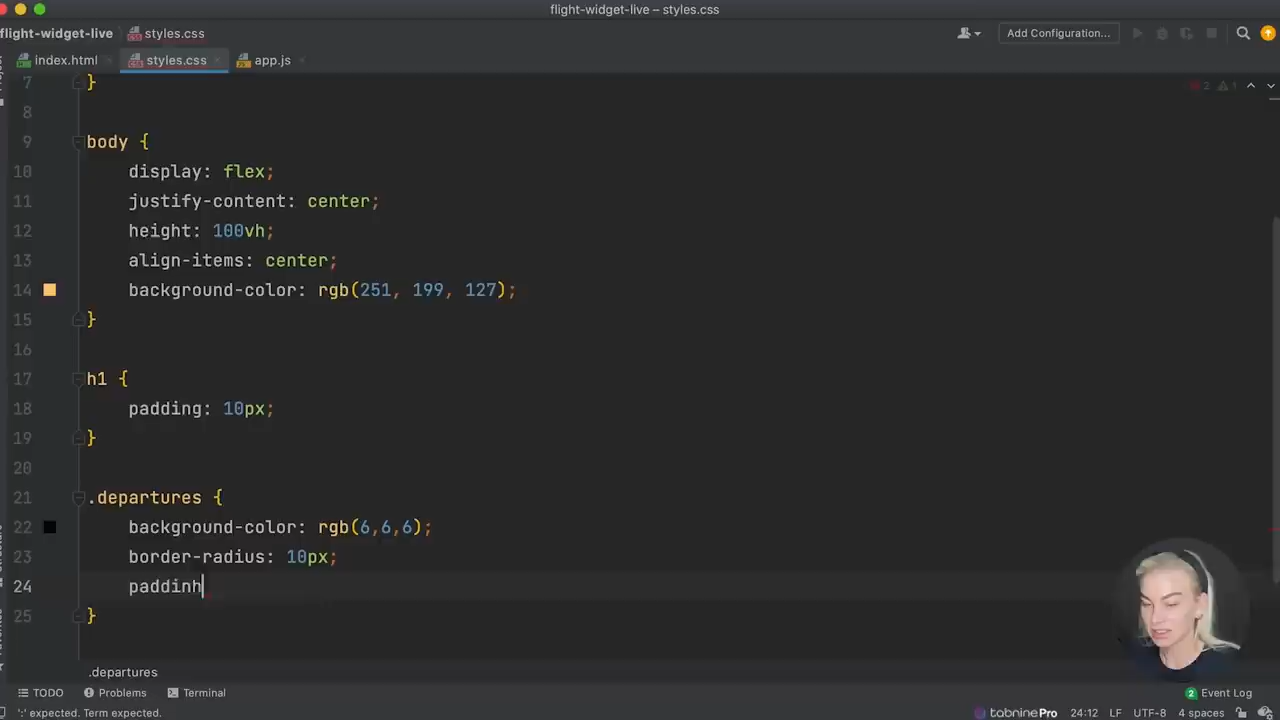 flight-widget-live – styles.css
flight-widget-live styles.css Add Configuration...
index.html styles.css app.js
7 }
2 1
8
9 body {
10 display: flex;
11 justify-content: center;
12 height: 100vh;
13 align-items: center;
14 background-color: rgb(251, 199, 127);
15 }
16
17 h1 {
18 padding: 10px;
19 }
20
21 .departures {
22 background-color: rgb(6,6,6);
23 border-radius: 10px;
24 paddinh
25 }
.departures
TODO Problems Terminal 2 Event Log
':' expected. Term expected. tabninePro 24:12 LF UTF-8 4 spaces